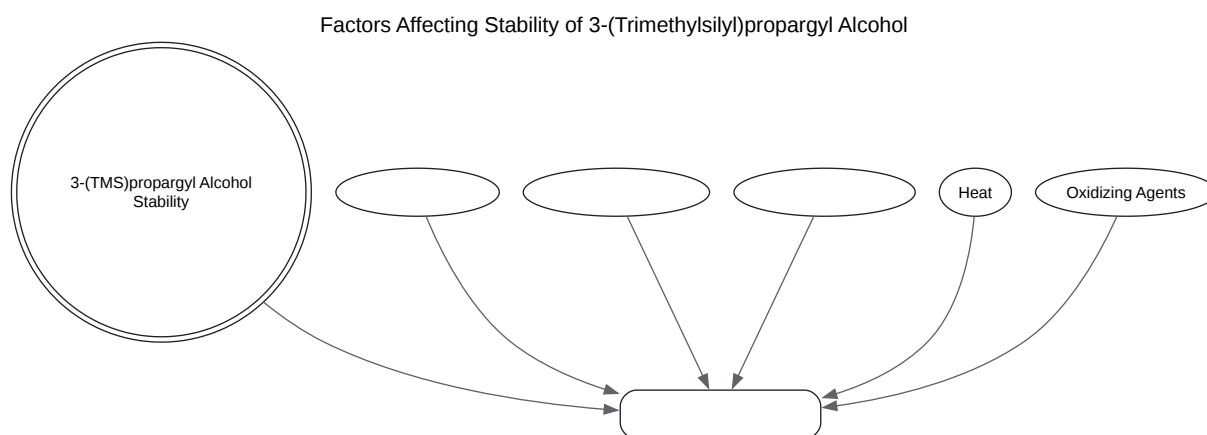 Factors Affecting Stability of 3-(Trimethylsilyl)propargyl Alcohol
3-(TMS)propargyl Alcohol
Stability
Heat
Oxidizing Agents